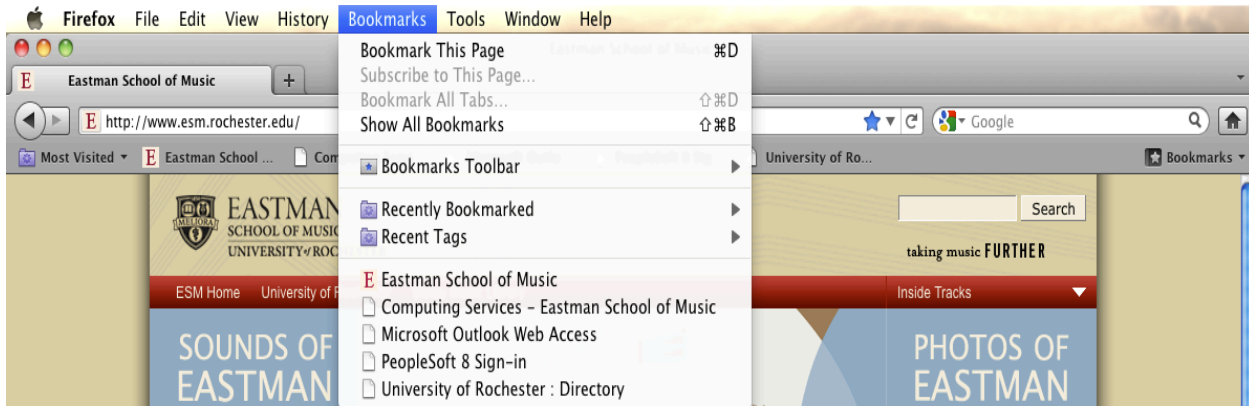 Firefox File Edit View History Bookmarks Tools Window Help
Bookmark This Page ⌘D
Subscribe to This Page...
Bookmark All Tabs... ⇧⌘D
Show All Bookmarks ⇧⌘B
Bookmarks Toolbar
Recently Bookmarked
Recent Tags
E Eastman School of Music
Computing Services – Eastman School of Music
Microsoft Outlook Web Access
PeopleSoft 8 Sign-in
University of Rochester : Directory
E Eastman School of Music +
E http://www.esm.rochester.edu/
Google
Most Visited E Eastman School ... Com
University of Ro...
Bookmarks
MELIORA
EASTMAN
SCHOOL OF MUSIC
UNIVERSITY of ROC
Search
taking music FURTHER
ESM Home University of R
Inside Tracks
SOUNDS OF
EASTMAN
PHOTOS OF
EASTMAN